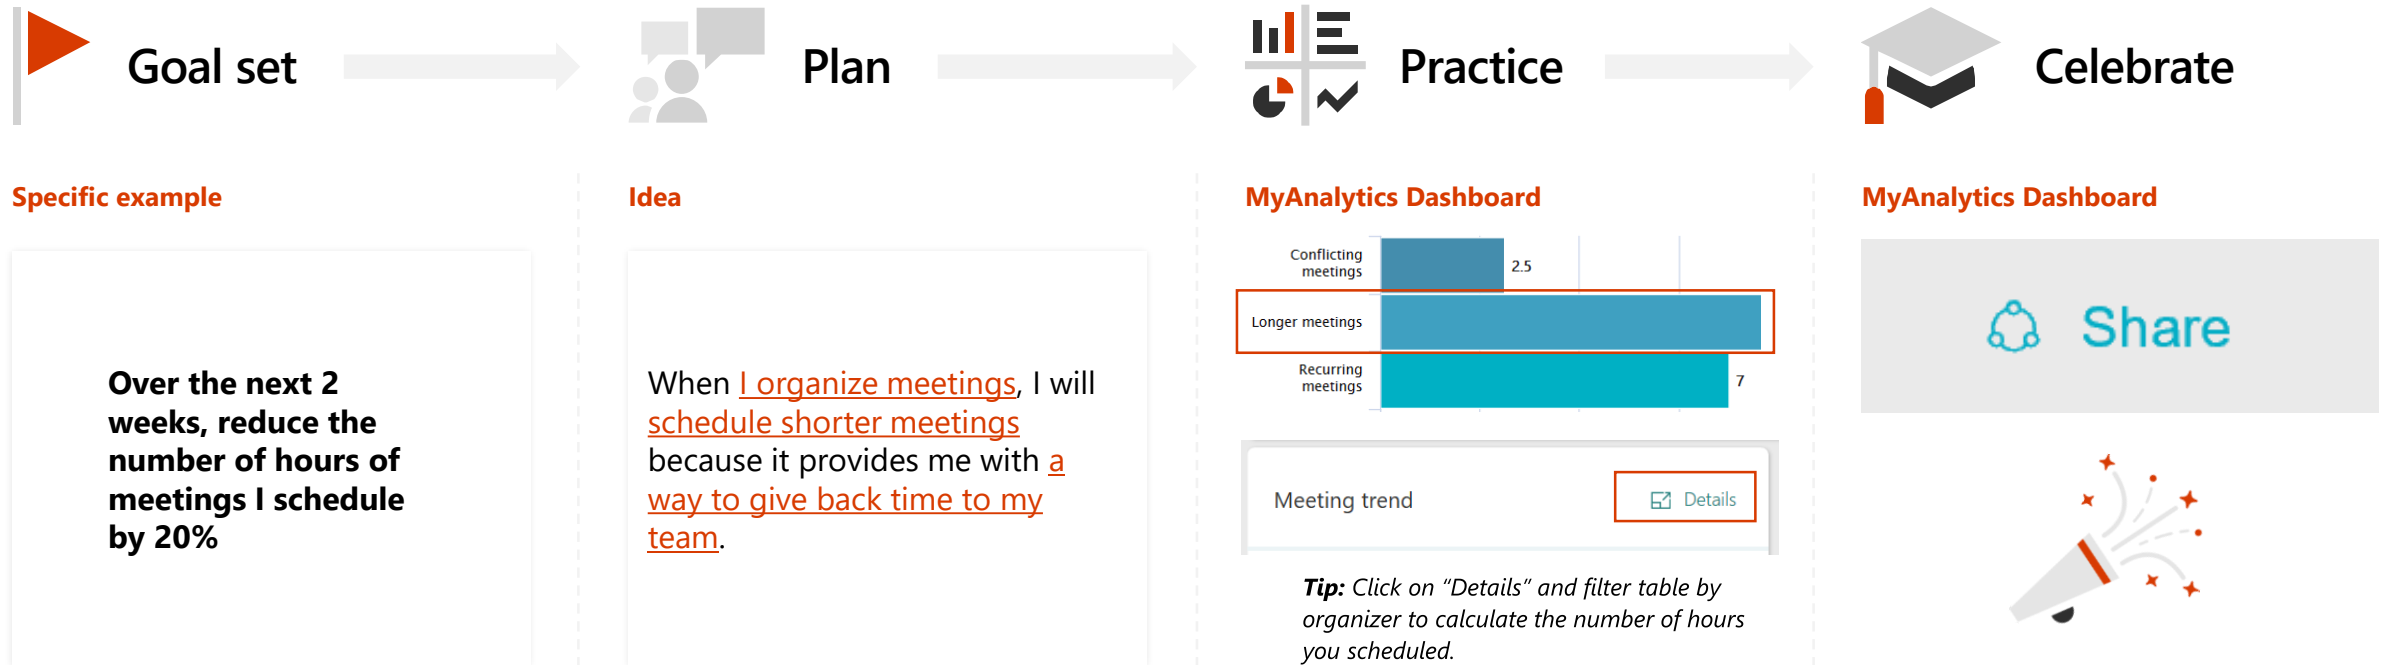 Goal set
Plan
Practice
Celebrate
Specific example
Over the next 2
weeks, reduce the
number of hours of
meetings I schedule
by 20%
Idea
When I organize meetings, I will
schedule shorter meetings
because it provides me with a
way to give back time to my
team.
MyAnalytics Dashboard
Conflicting
meetings
2.5
Longer meetings
Recurring
meetings
7
Meeting trend
Details
Tip: Click on “Details” and filter table by
organizer to calculate the number of hours
you scheduled.
MyAnalytics Dashboard
Share